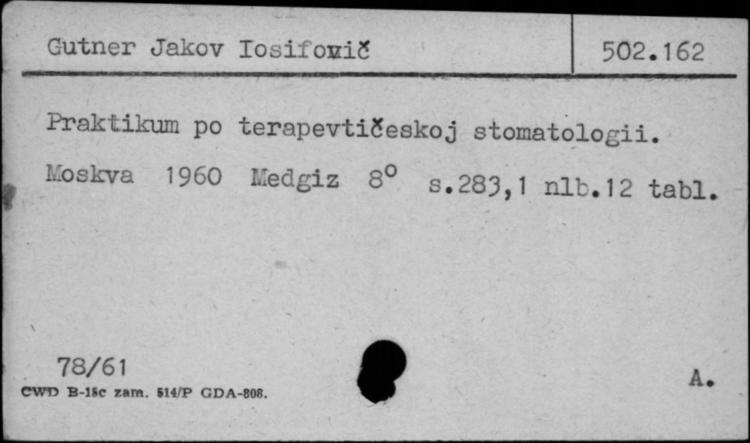 Gutner Jakov Iosifovič 502.162
Praktikum po terapevtičeskoj stomatologii.
Moskva 1960 Medgiz 8° s.283,1 nlb.12 tabl.
78/61
A.
CWD B-15c zam. 514/P GDA-808.